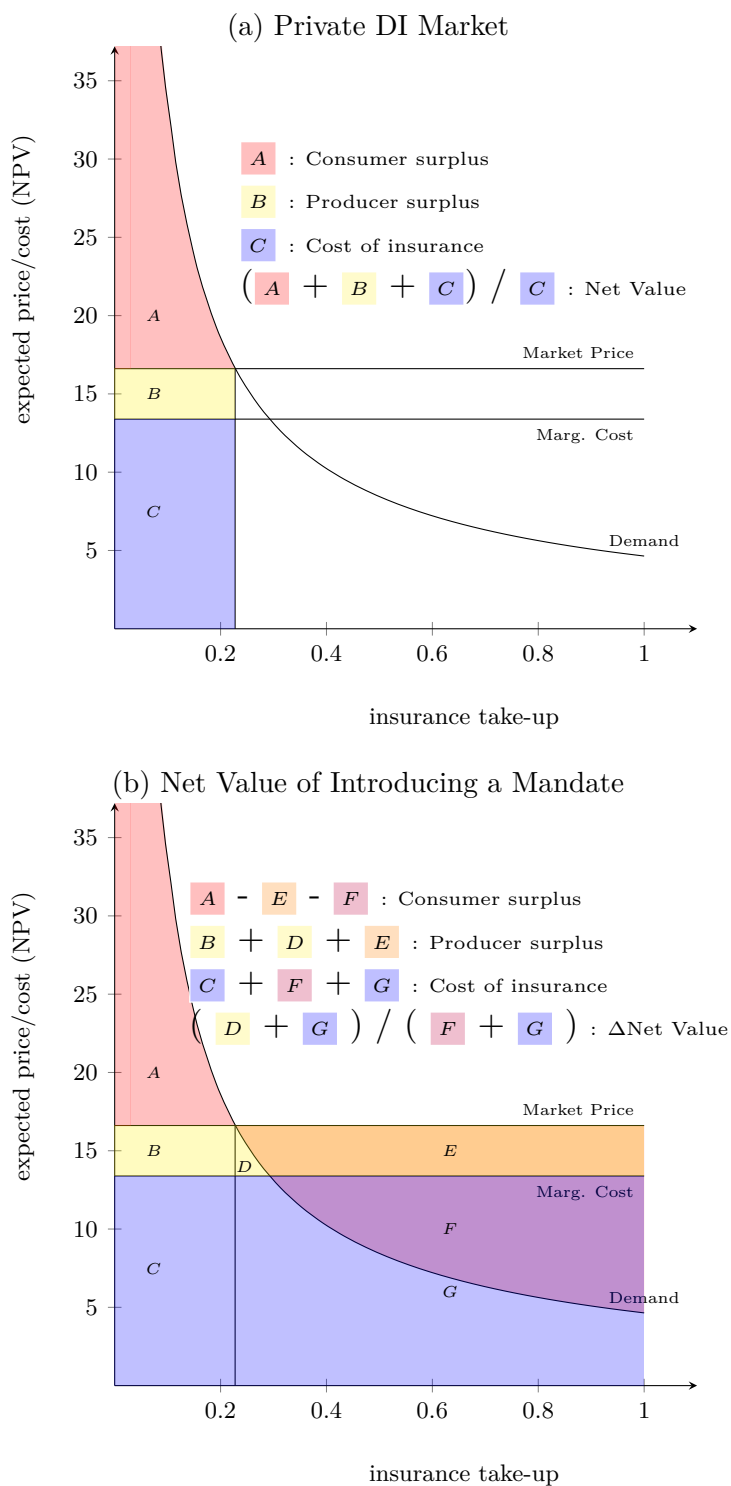 (a) Private DI Market
expected price/cost (NPV)
35
30
25
20
15
10
5
A : Consumer surplus
B : Producer surplus
C : Cost of insurance
(A + B + C) / C : Net Value
A
Market Price
B
Marg. Cost
C
Demand
0.2 0.4 0.6 0.8 1
insurance take-up
(b) Net Value of Introducing a Mandate
expected price/cost (NPV)
35
30
25
20
15
10
5
A - E - F : Consumer surplus
B + D + E : Producer surplus
C + F + G : Cost of insurance
( D + G ) / ( F + G ) : ΔNet Value
A
Market Price
B
E
D
Marg. Cost
F
C
G
Demand
0.2 0.4 0.6 0.8 1
insurance take-up